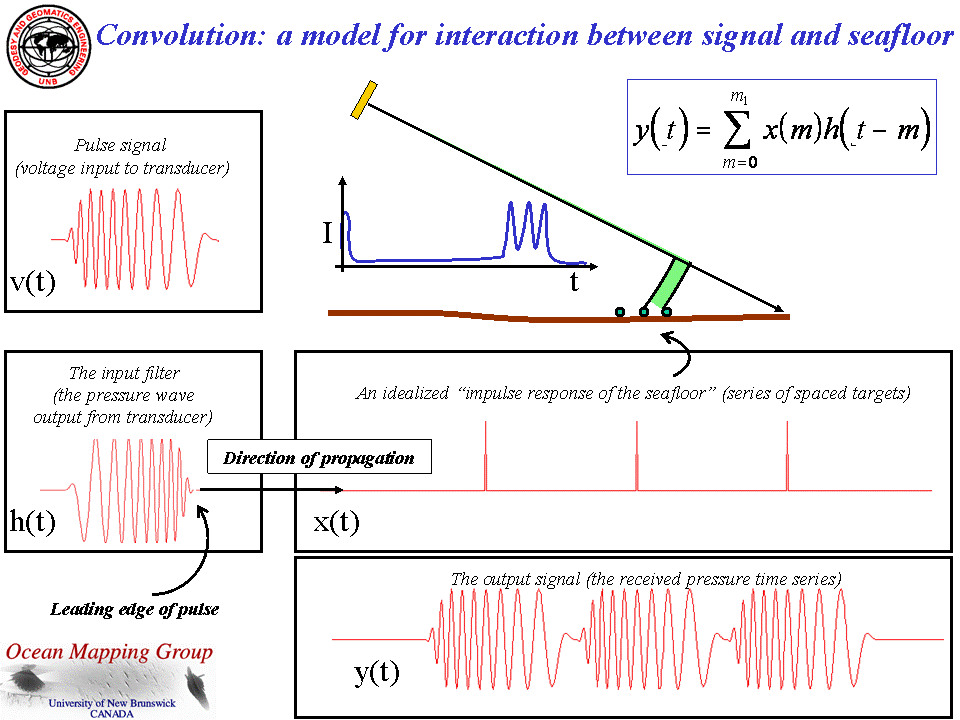 GEODESY AND GEOMATICS ENGINEERING
UNB
Convolution: a model for interaction between signal and seafloor
Pulse signal
(voltage input to transducer)
v(t)
I
t
y(t) = ∑ x(m)h(t − m)
m1
m=0
The input filter
(the pressure wave
output from transducer)
h(t)
Direction of propagation
Leading edge of pulse
An idealized “impulse response of the seafloor” (series of spaced targets)
x(t)
The output signal (the received pressure time series)
y(t)
Ocean Mapping Group
University of New Brunswick
CANADA